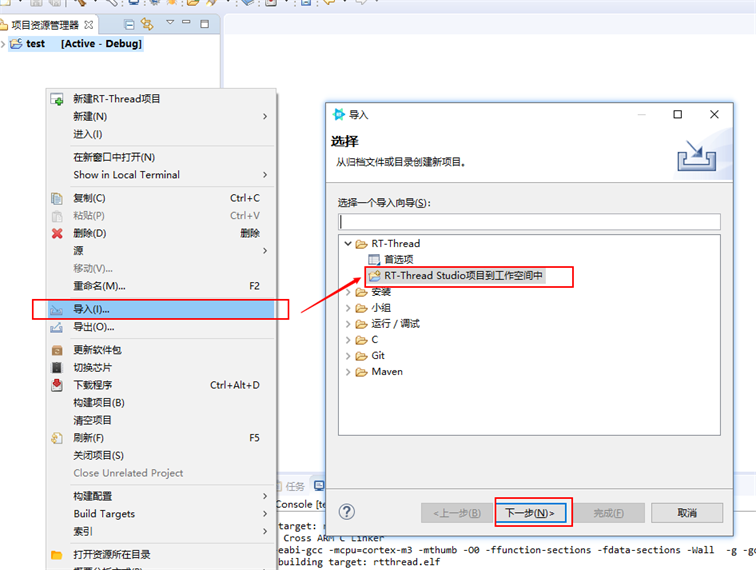 项目资源管理器
test [Active - Debug]
新建RT-Thread项目
新建(N)
进入(I)
在新窗口中打开(N)
Show in Local Terminal
复制(C) Ctrl+C
粘贴(P) Ctrl+V
删除(D) 删除
源
移动(V)...
重命名(M)... F2
导入(I)...
导出(O)...
更新软件包
切换芯片
下载程序 Ctrl+Alt+D
构建项目(B)
清空项目
刷新(F) F5
关闭项目(S)
Close Unrelated Project
构建配置
Build Targets
索引
打开资源所在目录
导入
选择
从归档文件或目录创建新项目。
选择一个导入向导(S):
RT-Thread
首选项
RT-Thread Studio项目到工作空间中
安装
小组
运行 / 调试
C
Git
Maven
<上一步(B)
下一步(N)>
完成(F)
取消
任务
Console [te
target:
Cross ARM C Linker
eabi-gcc -mcpu=cortex-m3 -mthumb -O0 -ffunction-sections -fdata-sections -Wall -g
building target: rtthread.elf